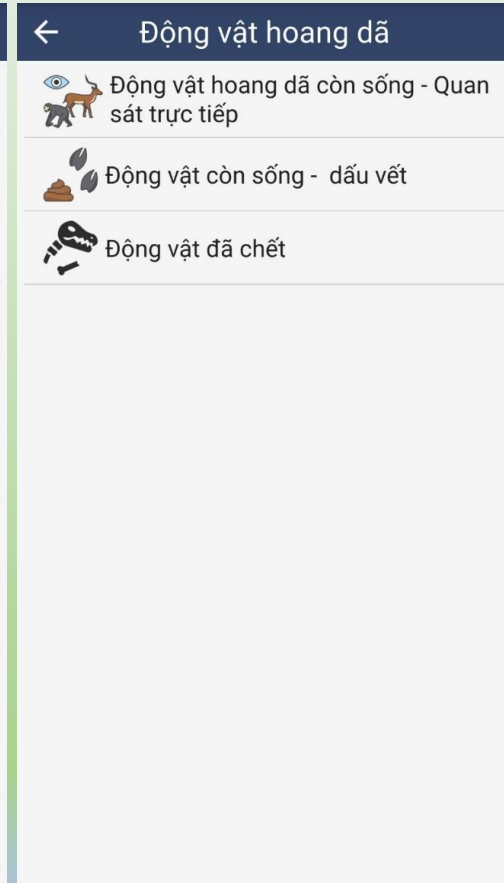 Động vật hoang dã
Động vật hoang dã còn sống - Quan
sát trực tiếp
Động vật còn sống - dấu vết
Động vật đã chết